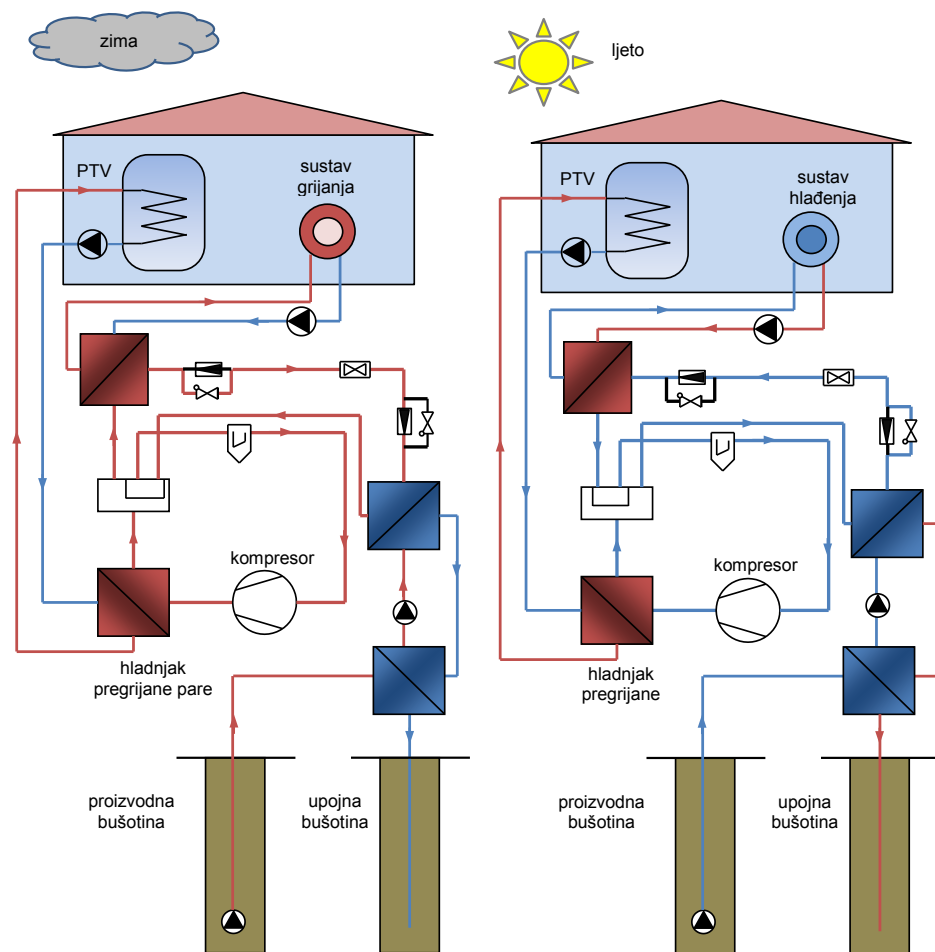 zima
PTV
sustav
grijanja
kompresor
hladnjak
pregrijane pare
proizvodna
bušotina
upojna
bušotina
ljeto
PTV
sustav
hlađenja
kompresor
hladnjak
pregrijane
proizvodna
bušotina
upojna
bušotina